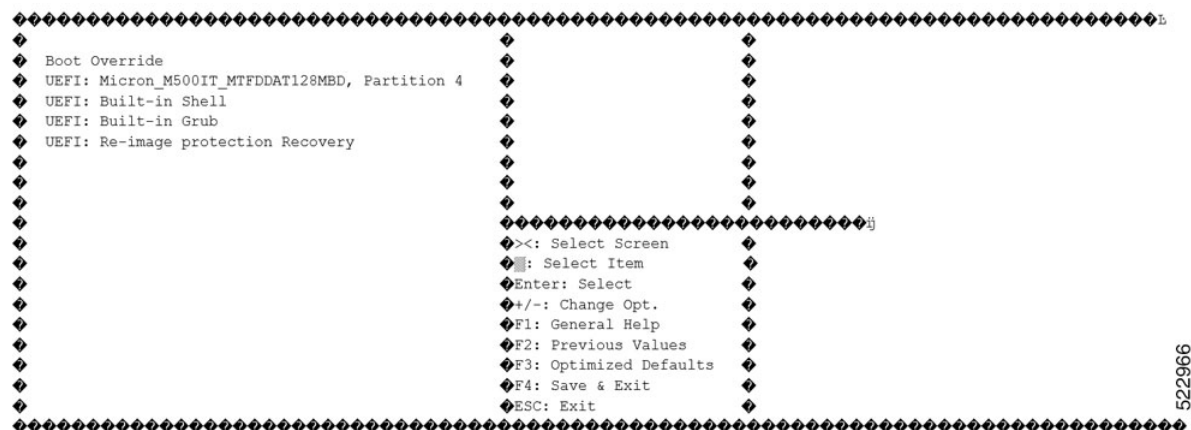 Boot Override
UEFI: Micron_M500IT_MTFDDAT128MBD, Partition 4
UEFI: Built-in Shell
UEFI: Built-in Grub
UEFI: Re-image protection Recovery
><: Select Screen
▒: Select Item
Enter: Select
+/-: Change Opt.
F1: General Help
F2: Previous Values
F3: Optimized Defaults
F4: Save & Exit
ESC: Exit
522966